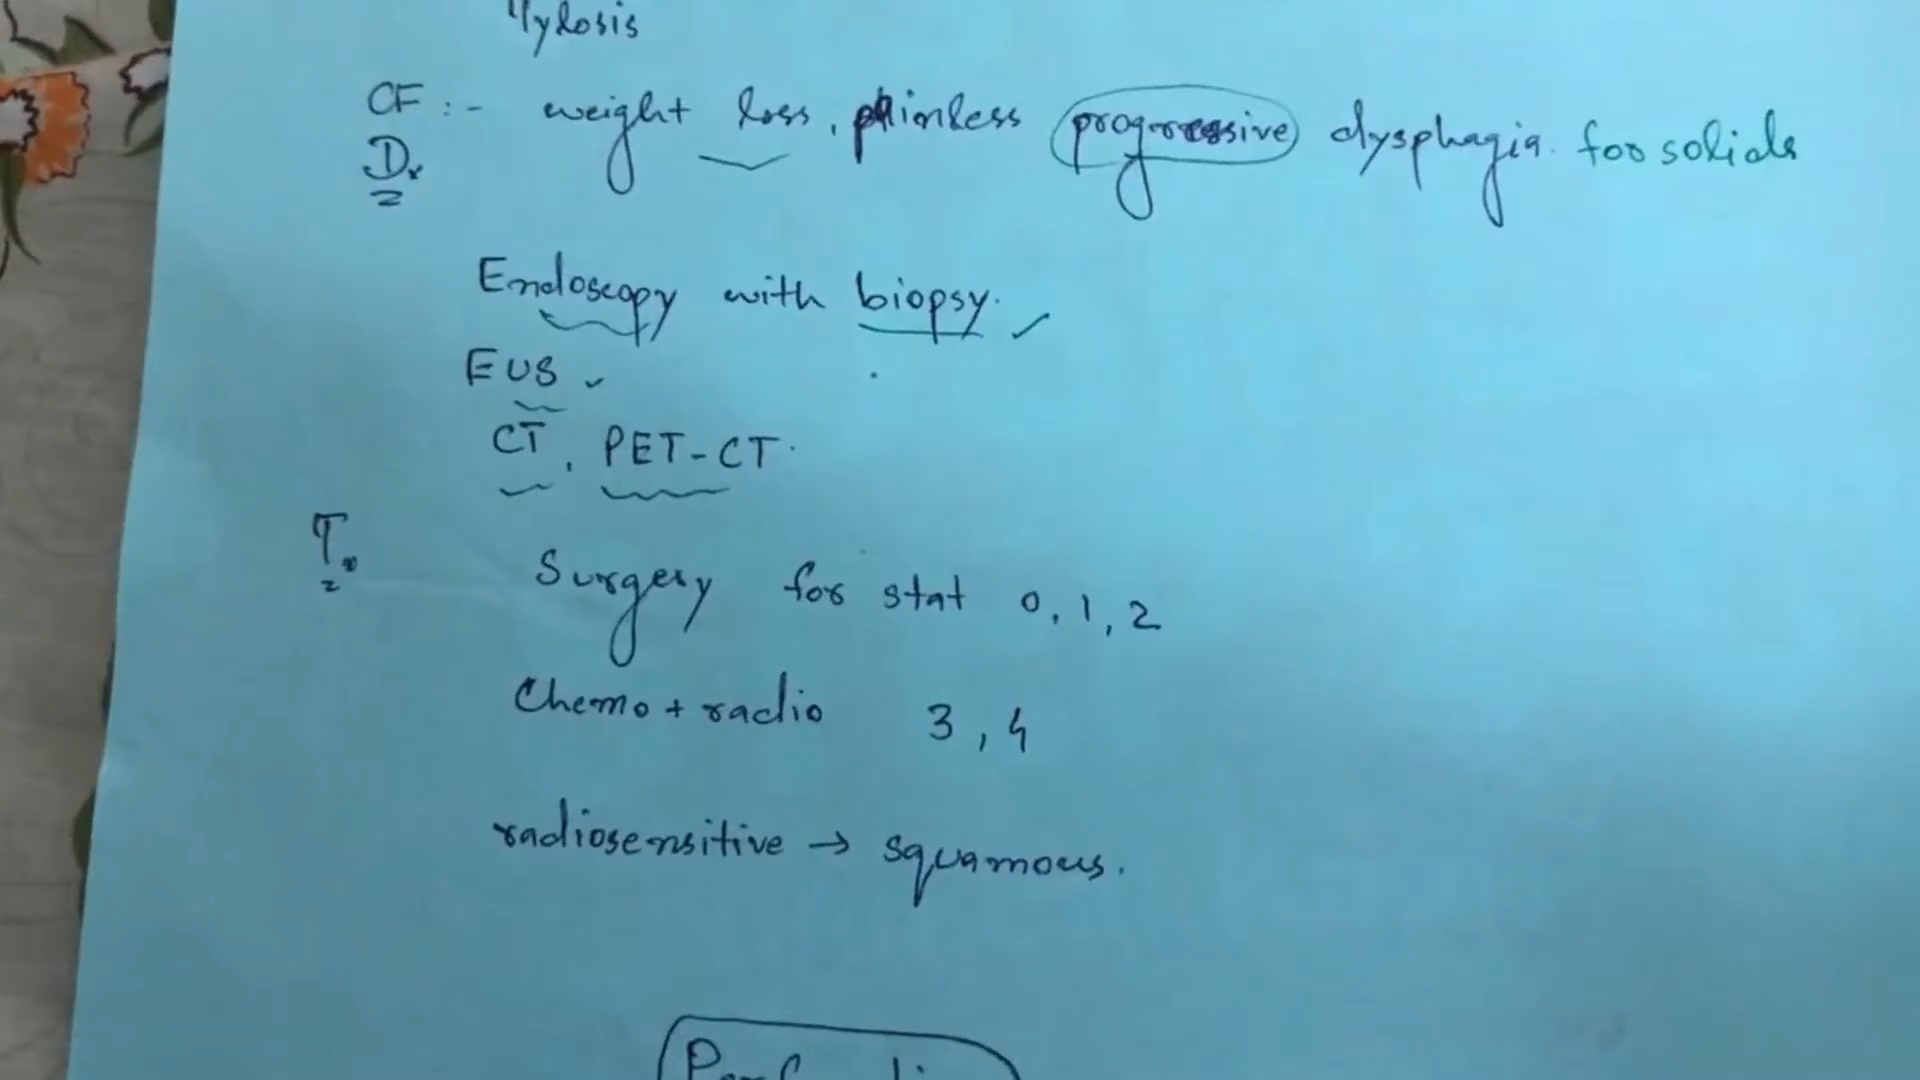 Tylosis
CF :- weight loss, painless progressive dysphagia. for solids
Dx
Endoscopy with biopsy.
EUS
CT, PET-CT.
Tx
Surgery for stat 0, 1, 2
Chemo + radio 3, 4
radiosensitive → squamous.